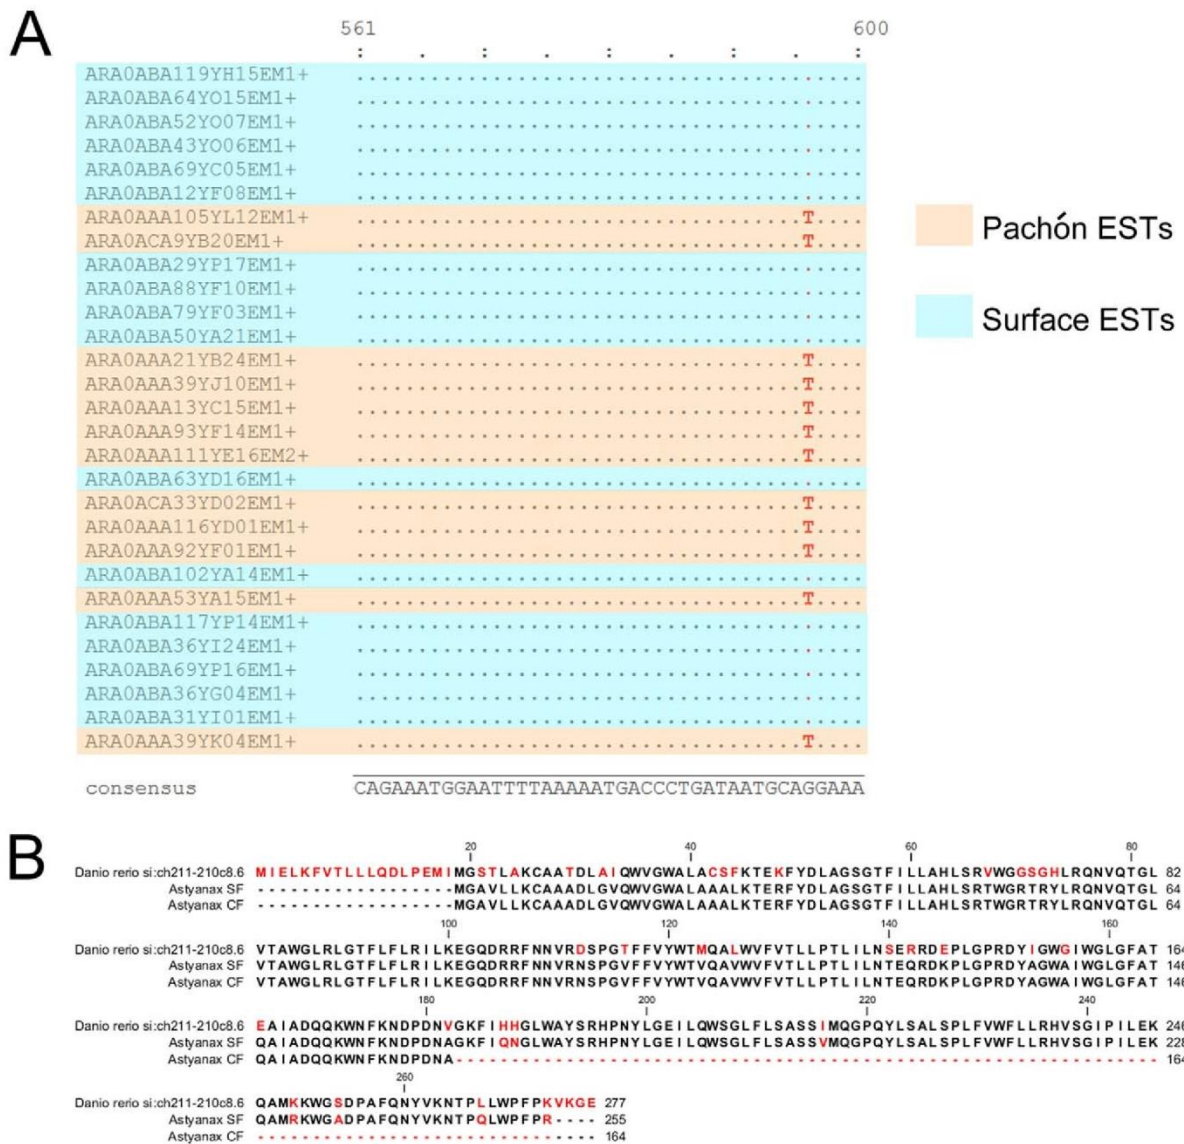 A
561 600
: . : . : . : . :
ARA0ABA119YH15EM1+ .........................................
ARA0ABA64YO15EM1+ .........................................
ARA0ABA52YO07EM1+ .........................................
ARA0ABA43YO06EM1+ .........................................
ARA0ABA69YC05EM1+ .........................................
ARA0ABA12YF08EM1+ .........................................
ARA0AAA105YL12EM1+ ....................................T....
ARA0ACA9YB20EM1+ ....................................T....
ARA0ABA29YP17EM1+ .........................................
ARA0ABA88YF10EM1+ .........................................
ARA0ABA79YF03EM1+ .........................................
ARA0ABA50YA21EM1+ .........................................
ARA0AAA21YB24EM1+ ....................................T....
ARA0AAA39YJ10EM1+ ....................................T....
ARA0AAA13YC15EM1+ ....................................T....
ARA0AAA93YF14EM1+ ....................................T....
ARA0AAA111YE16EM2+ ....................................T....
ARA0ABA63YD16EM1+ .........................................
ARA0ACA33YD02EM1+ ....................................T....
ARA0AAA116YD01EM1+ ....................................T....
ARA0AAA92YF01EM1+ ....................................T....
ARA0ABA102YA14EM1+ .........................................
ARA0AAA53YA15EM1+ ....................................T....
ARA0ABA117YP14EM1+ .........................................
ARA0ABA36YI24EM1+ .........................................
ARA0ABA69YP16EM1+ .........................................
ARA0ABA36YG04EM1+ .........................................
ARA0ABA31YI01EM1+ .........................................
ARA0AAA39YK04EM1+ ....................................T....
consensus CAGAAATGGAATTTTAAAAATGACCCTGATAATGCAGGAAA
Pachón ESTs
Surface ESTs
B
20 40 60 80
Danio rerio si:ch211-210c8.6 MIELKFVTLLLQDLPEMIMGSTLAKCAATDLAIQWVGWALACSFKTEKFYDLAGSGTFILLAHLSRVWGGSGHLRQNVQTGL 82
Astyanax SF ------------------MGAVLLKCAAADLGVQWVGWALAAALKTERFYDLAGSGTFILLAHLSRTWGRTRYLRQNVQTGL 64
Astyanax CF ------------------MGAVLLKCAAADLGVQWVGWALAAALKTERFYDLAGSGTFILLAHLSRTWGRTRYLRQNVQTGL 64
100 120 140 160
Danio rerio si:ch211-210c8.6 VTAWGLRLGTFLFLRILKEGQDRRFNNVRDSPGTFFVYWTMQALWVFVTLLPTLILNSERRDEPLGPRDYIGWGIWGLGFAT 164
Astyanax SF VTAWGLRLGTFLFLRILKEGQDRRFNNVRNSPGVFFVYWTVQAVWVFVTLLPTLILNTEQRDKPLGPRDYAGWAIWGLGFAT 146
Astyanax CF VTAWGLRLGTFLFLRILKEGQDRRFNNVRNSPGVFFVYWTVQAVWVFVTLLPTLILNTEQRDKPLGPRDYAGWAIWGLGFAT 146
180 200 220 240
Danio rerio si:ch211-210c8.6 EAIADQQKWNFKNDPDNVGKFIHHGLWAYSRHPNYLGEILQWSGLFLSASSIMQGPQYLSALSPLFVWFLLRHVSGIPILEK 246
Astyanax SF QAIADQQKWNFKNDPDNAGKFIQNGLWAYSRHPNYLGEILQWSGLFLSASSVMQGPQYLSALSPLFVWFLLRHVSGIPILEK 228
Astyanax CF QAIADQQKWNFKNDPDNA---------------------------------------------------------------- 164
260
Danio rerio si:ch211-210c8.6 QAMKKWGSDPAFQNYVKNTPLLWPFPKVKGE 277
Astyanax SF QAMRKWGADPAFQNYVKNTPQLWPFPR---- 255
Astyanax CF ------------------------------- 164